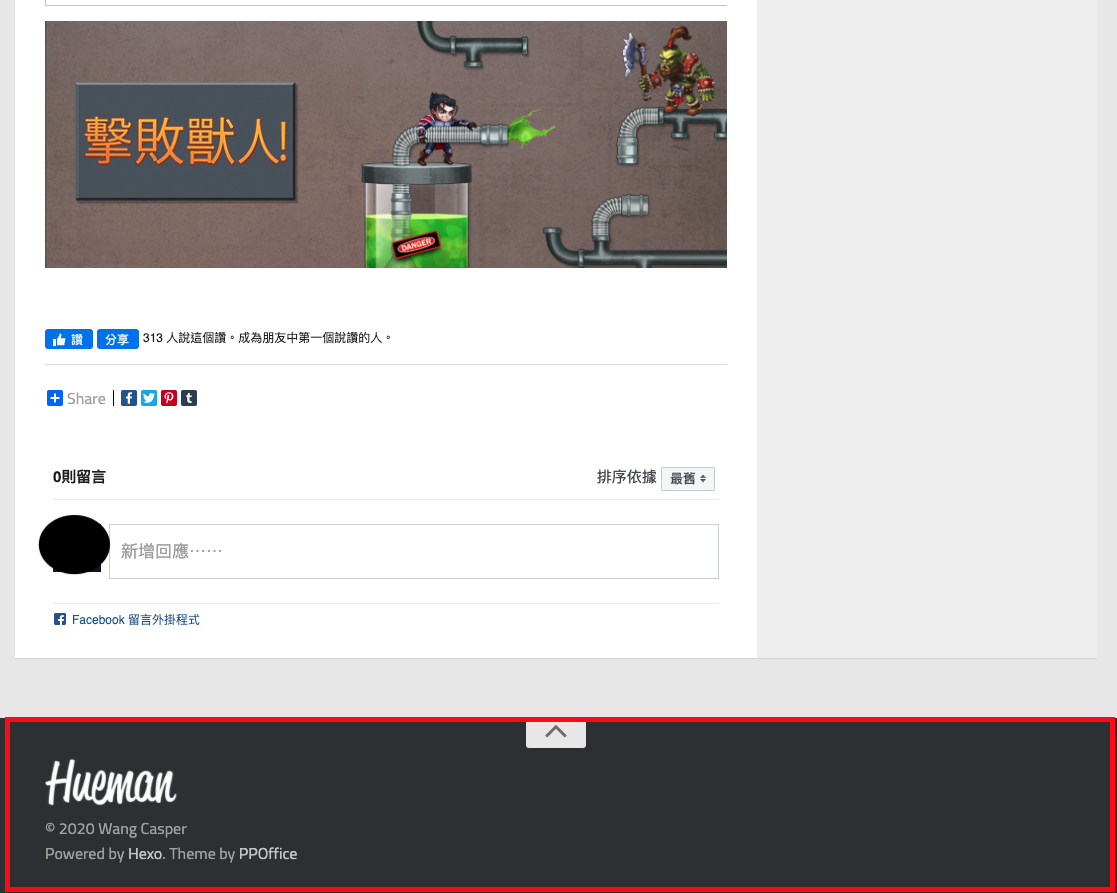 擊敗獸人!
DANGER
讚 分享 313 人說這個讚。成為朋友中第一個說讚的人。
Share
0則留言 排序依據 最舊
新增回應……
Facebook 留言外掛程式
Hueman
© 2020 Wang Casper
Powered by Hexo. Theme by PPOffice